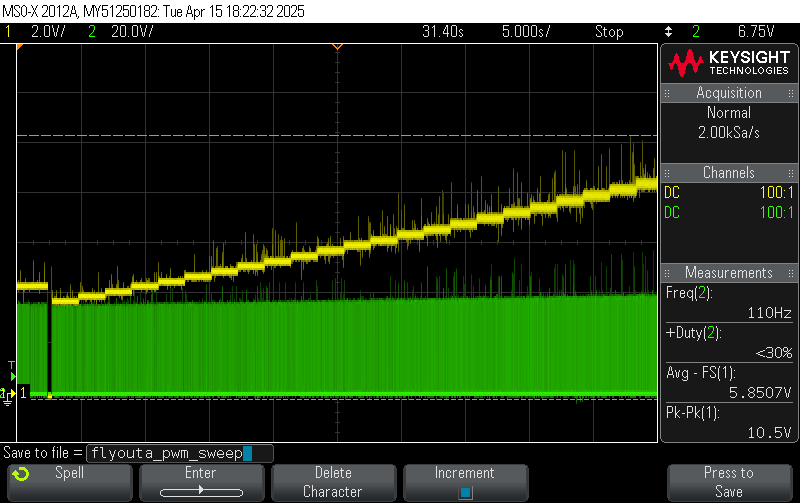 MSO-X 2012A, MY51250182: Tue Apr 15 18:22:32 2025
1 2.0V/ 2 20.0V/ 31.40s 5.000s/ Stop 2 6.75V
KEYSIGHT
TECHNOLOGIES
Acquisition
Normal
2.00kSa/s
Channels
DC 100:1
DC 100:1
Measurements
Freq(2):
110Hz
+Duty(2):
<30%
Avg - FS(1):
5.8507V
Pk-Pk(1):
10.5V
T
1
Save to file = flyouta_pwm_sweep
Spell
Enter
Delete
Character
Increment
Press to
Save